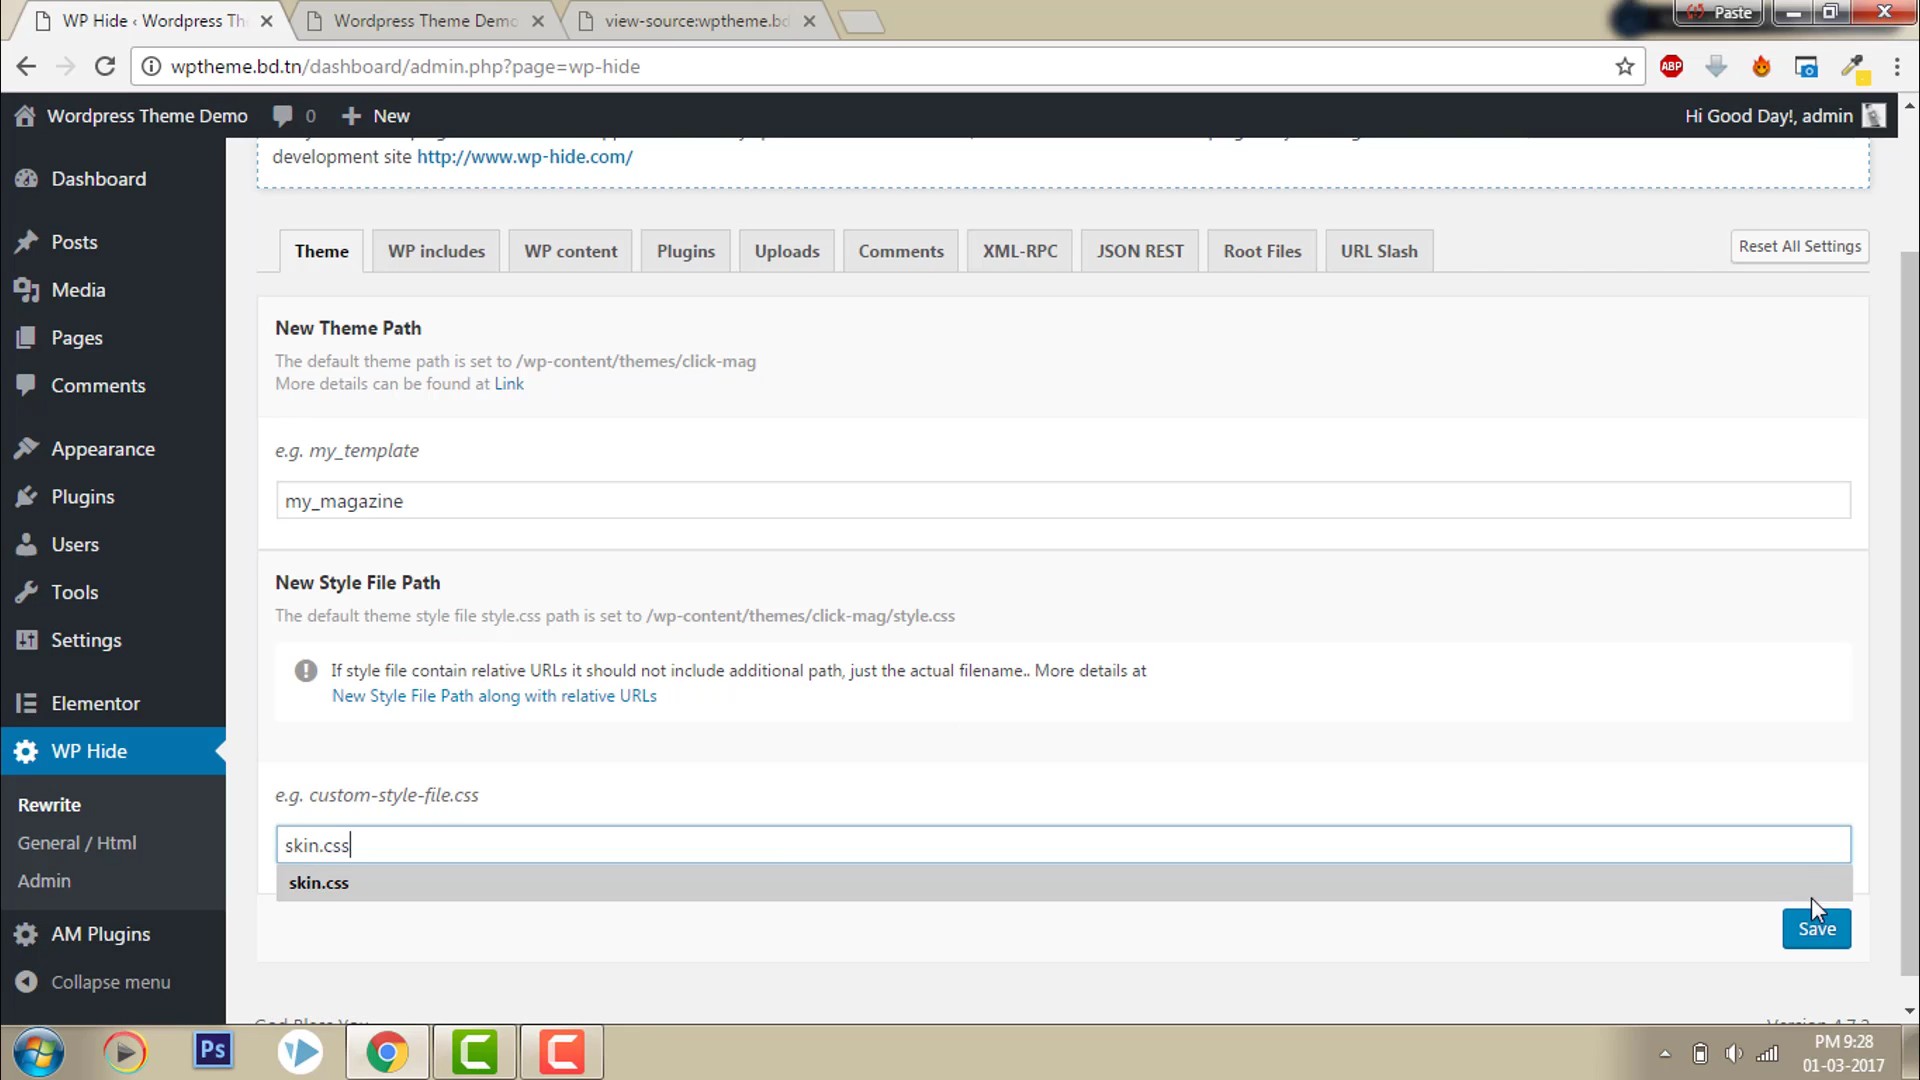 WP Hide ‹ Wordpress Th
Wordpress Theme Demo
view-source:wptheme.bd
Paste
wptheme.bd.tn/dashboard/admin.php?page=wp-hide
ABP
Wordpress Theme Demo
0
New
Hi Good Day!, admin
development site http://www.wp-hide.com/
Dashboard
Posts
Media
Pages
Comments
Appearance
Plugins
Users
Tools
Settings
Elementor
WP Hide
Rewrite
General / Html
Admin
AM Plugins
Collapse menu
Theme
WP includes
WP content
Plugins
Uploads
Comments
XML-RPC
JSON REST
Root Files
URL Slash
Reset All Settings
New Theme Path
The default theme path is set to /wp-content/themes/click-mag
More details can be found at Link
e.g. my_template
my_magazine
New Style File Path
The default theme style file style.css path is set to /wp-content/themes/click-mag/style.css
If style file contain relative URLs it should not include additional path, just the actual filename.. More details at
New Style File Path along with relative URLs
e.g. custom-style-file.css
skin.css
skin.css
Save
Ps
PM 9:28
01-03-2017